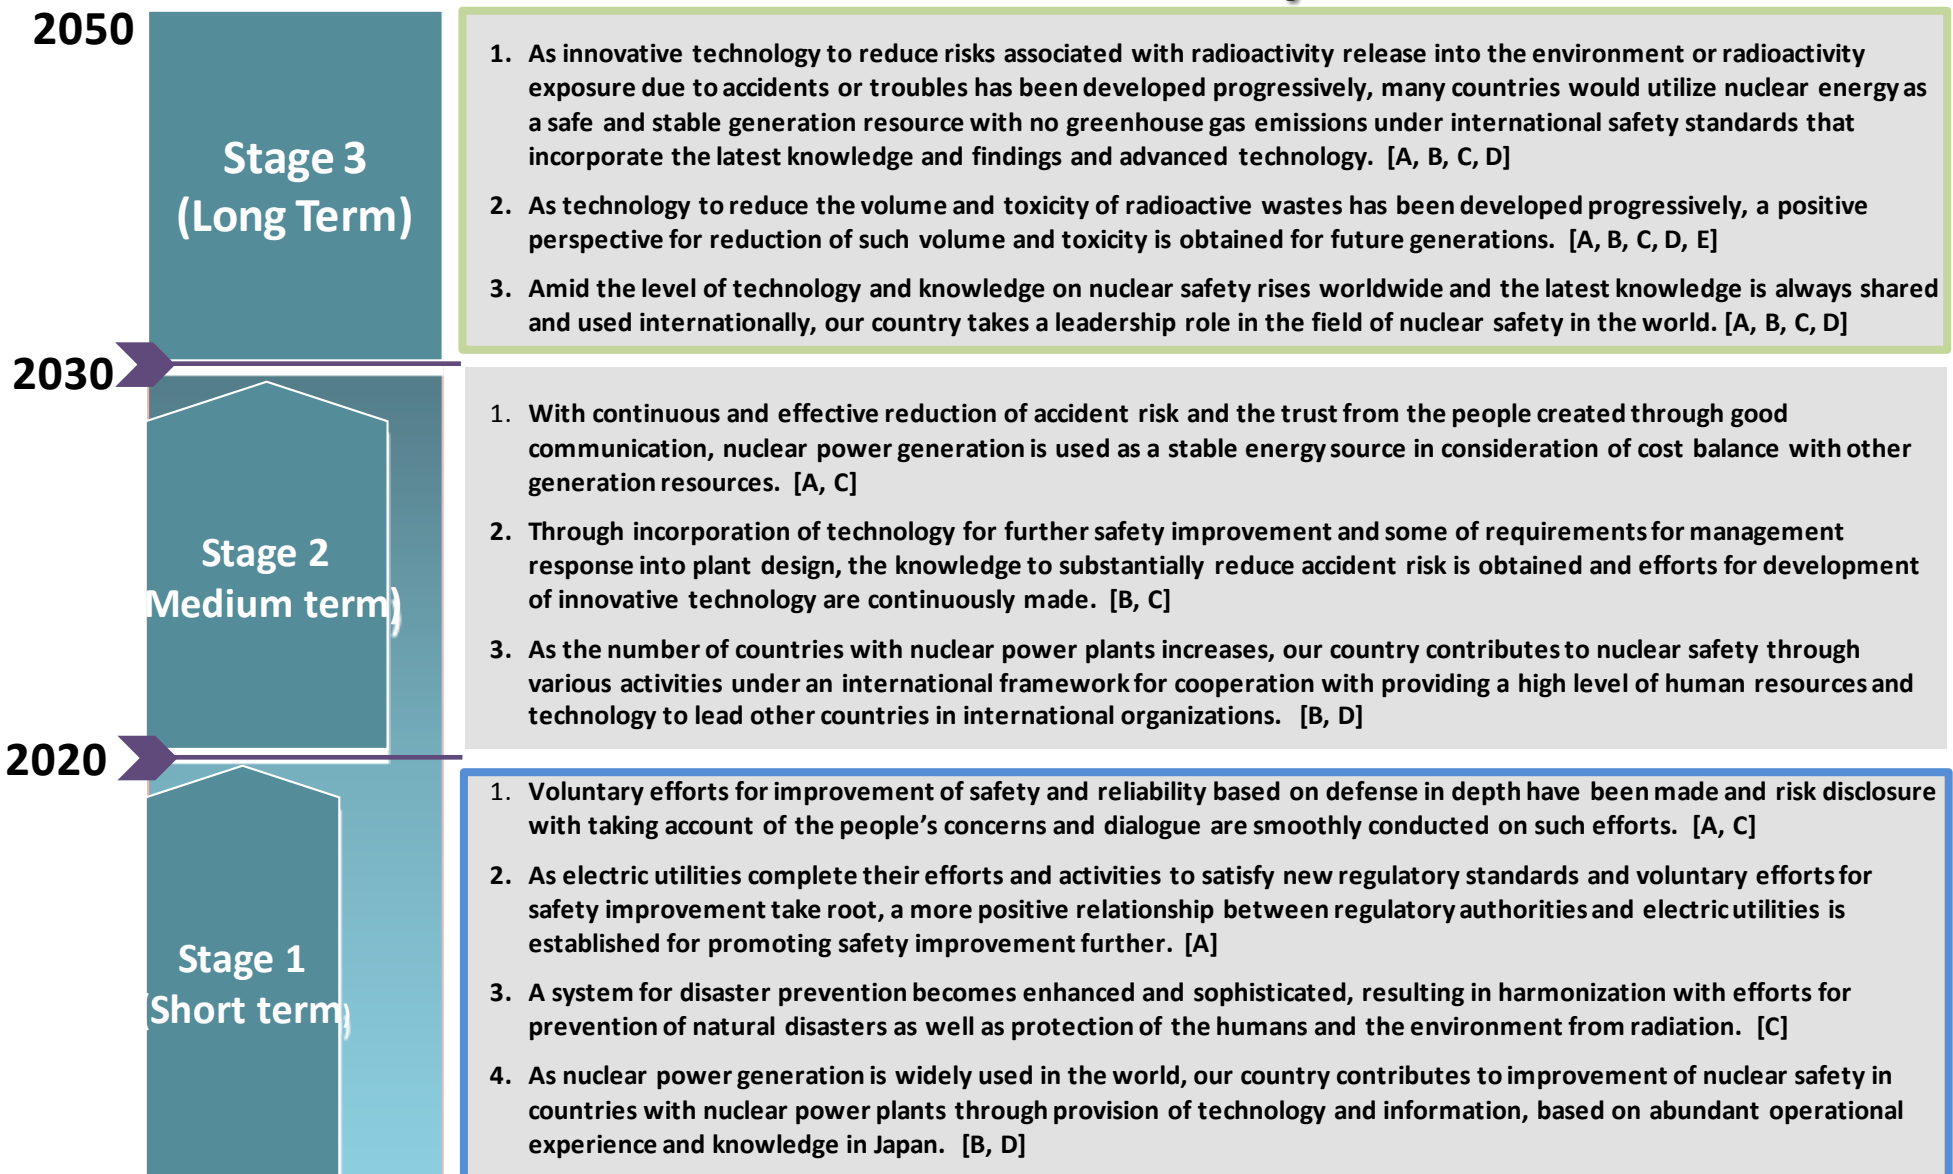 2050
Stage 3
(Long Term)
1. As innovative technology to reduce risks associated with radioactivity release into the environment or radioactivity
exposure due to accidents or troubles has been developed progressively, many countries would utilize nuclear energy as
a safe and stable generation resource with no greenhouse gas emissions under international safety standards that
incorporate the latest knowledge and findings and advanced technology. [A, B, C, D]
2. As technology to reduce the volume and toxicity of radioactive wastes has been developed progressively, a positive
perspective for reduction of such volume and toxicity is obtained for future generations. [A, B, C, D, E]
3. Amid the level of technology and knowledge on nuclear safety rises worldwide and the latest knowledge is always shared
and used internationally, our country takes a leadership role in the field of nuclear safety in the world. [A, B, C, D]
2030
Stage 2
Medium term)
1. With continuous and effective reduction of accident risk and the trust from the people created through good
communication, nuclear power generation is used as a stable energy source in consideration of cost balance with other
generation resources. [A, C]
2. Through incorporation of technology for further safety improvement and some of requirements for management
response into plant design, the knowledge to substantially reduce accident risk is obtained and efforts for development
of innovative technology are continuously made. [B, C]
3. As the number of countries with nuclear power plants increases, our country contributes to nuclear safety through
various activities under an international framework for cooperation with providing a high level of human resources and
technology to lead other countries in international organizations. [B, D]
2020
Stage 1
(Short term)
1. Voluntary efforts for improvement of safety and reliability based on defense in depth have been made and risk disclosure
with taking account of the people's concerns and dialogue are smoothly conducted on such efforts. [A, C]
2. As electric utilities complete their efforts and activities to satisfy new regulatory standards and voluntary efforts for
safety improvement take root, a more positive relationship between regulatory authorities and electric utilities is
established for promoting safety improvement further. [A]
3. A system for disaster prevention becomes enhanced and sophisticated, resulting in harmonization with efforts for
prevention of natural disasters as well as protection of the humans and the environment from radiation. [C]
4. As nuclear power generation is widely used in the world, our country contributes to improvement of nuclear safety in
countries with nuclear power plants through provision of technology and information, based on abundant operational
experience and knowledge in Japan. [B, D]